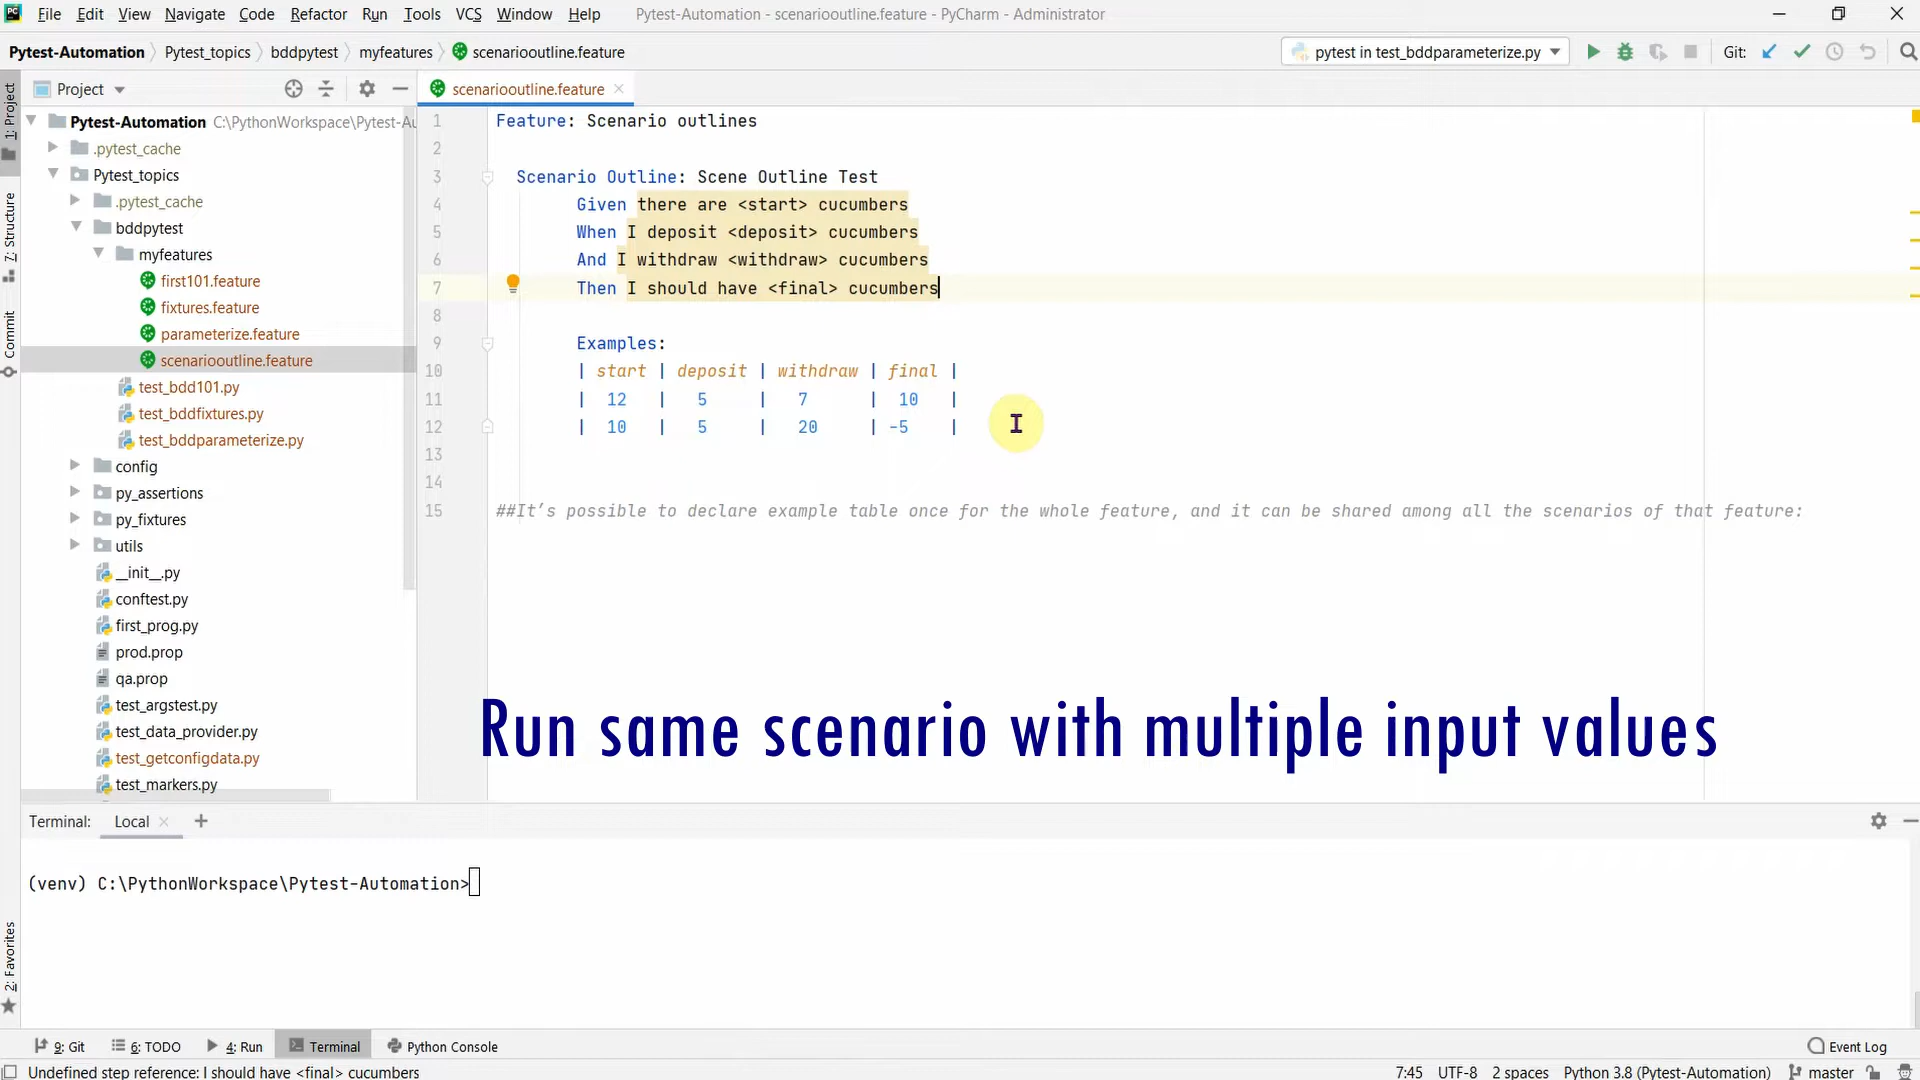 File Edit View Navigate Code Refactor Run Tools VCS Window Help Pytest-Automation - scenariooutline.feature - PyCharm - Administrator
Pytest-Automation Pytest_topics bddpytest myfeatures scenariooutline.feature pytest in test_bddparameterize.py Git:
Project scenariooutline.feature
1: Project
7: Structure
Commit
2: Favorites
Pytest-Automation C:\PythonWorkspace\Pytest-Au
.pytest_cache
Pytest_topics
.pytest_cache
bddpytest
myfeatures
first101.feature
fixtures.feature
parameterize.feature
scenariooutline.feature
test_bdd101.py
test_bddfixtures.py
test_bddparameterize.py
config
py_assertions
py_fixtures
utils
__init__.py
conftest.py
first_prog.py
prod.prop
qa.prop
test_argstest.py
test_data_provider.py
test_getconfigdata.py
test_markers.py
1 Feature: Scenario outlines
2
3 Scenario Outline: Scene Outline Test
4 Given there are <start> cucumbers
5 When I deposit <deposit> cucumbers
6 And I withdraw <withdraw> cucumbers
7 Then I should have <final> cucumbers
8
9 Examples:
10 | start | deposit | withdraw | final |
11 | 12 | 5 | 7 | 10 |
12 | 10 | 5 | 20 | -5 |
13
14
15 ##It’s possible to declare example table once for the whole feature, and it can be shared among all the scenarios of that feature:
Run same scenario with multiple input values
Terminal: Local
(venv) C:\PythonWorkspace\Pytest-Automation>
9: Git 6: TODO 4: Run Terminal Python Console Event Log
Undefined step reference: I should have <final> cucumbers 7:45 UTF-8 2 spaces Python 3.8 (Pytest-Automation) master